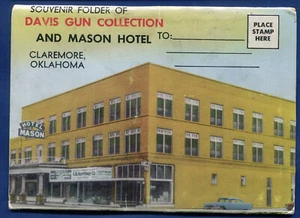 SOUVENIR FOLDER OF
DAVIS GUN COLLECTION
AND MASON HOTEL
TO:
CLAREMORE,
OKLAHOMA
PLACE
STAMP
HERE
HOTEL
MASON